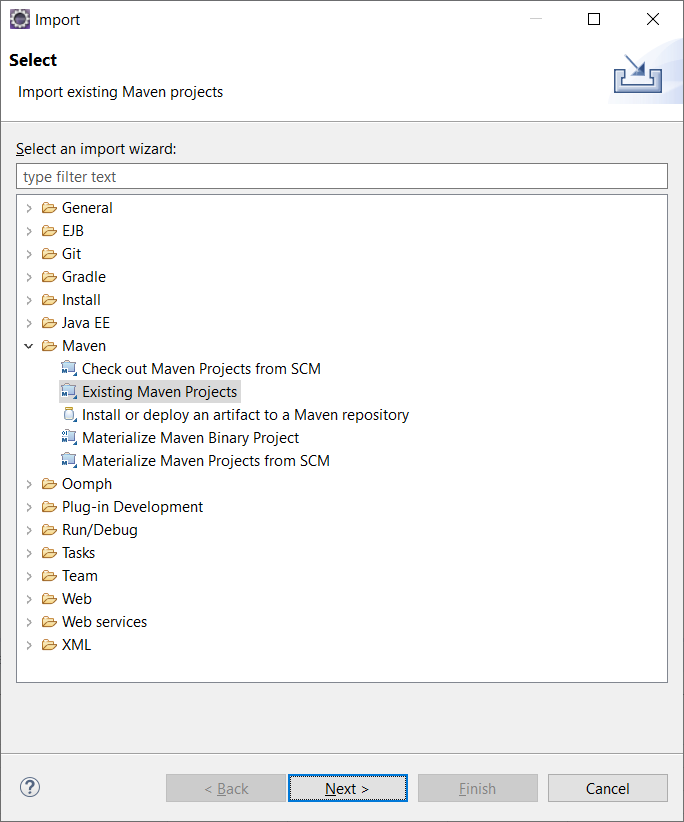 Import
Select
Import existing Maven projects
Select an import wizard:
type filter text
General
EJB
Git
Gradle
Install
Java EE
Maven
Check out Maven Projects from SCM
Existing Maven Projects
Install or deploy an artifact to a Maven repository
Materialize Maven Binary Project
Materialize Maven Projects from SCM
Oomph
Plug-in Development
Run/Debug
Tasks
Team
Web
Web services
XML
? < Back Next > Finish Cancel